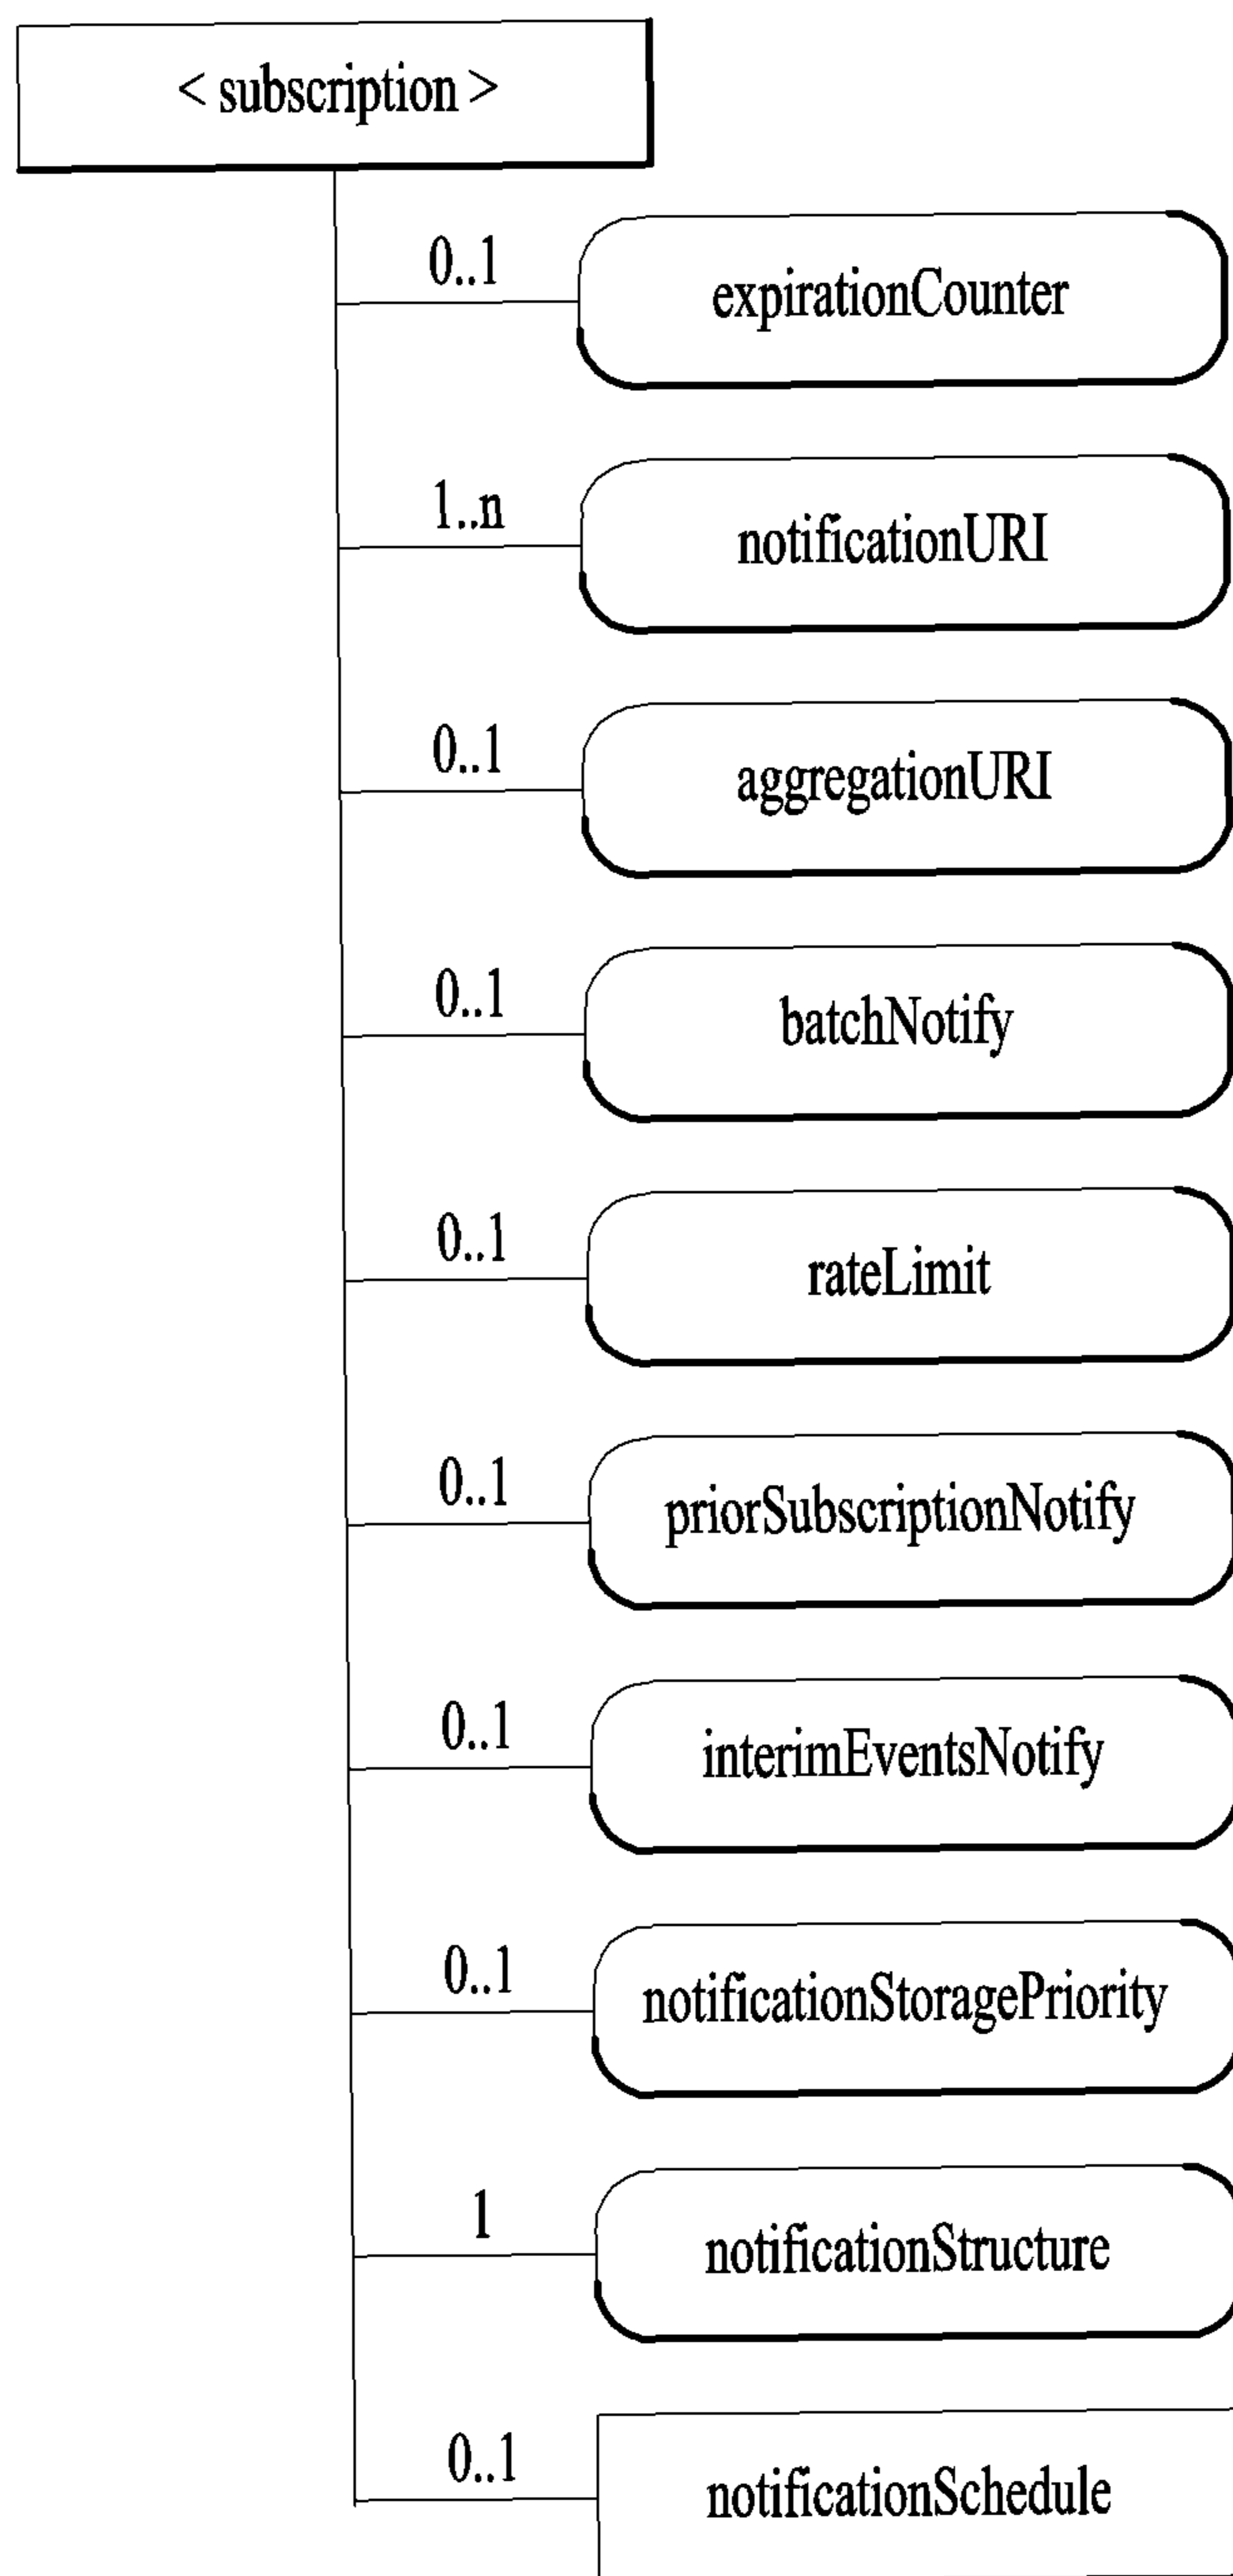 < subscription >
0..1
expirationCounter
1..n
notificationURI
0..1
aggregationURI
0..1
batchNotify
0..1
rateLimit
0..1
priorSubscriptionNotify
0..1
interimEventsNotify
0..1
notificationStoragePriority
1
notificationStructure
0..1
notificationSchedule